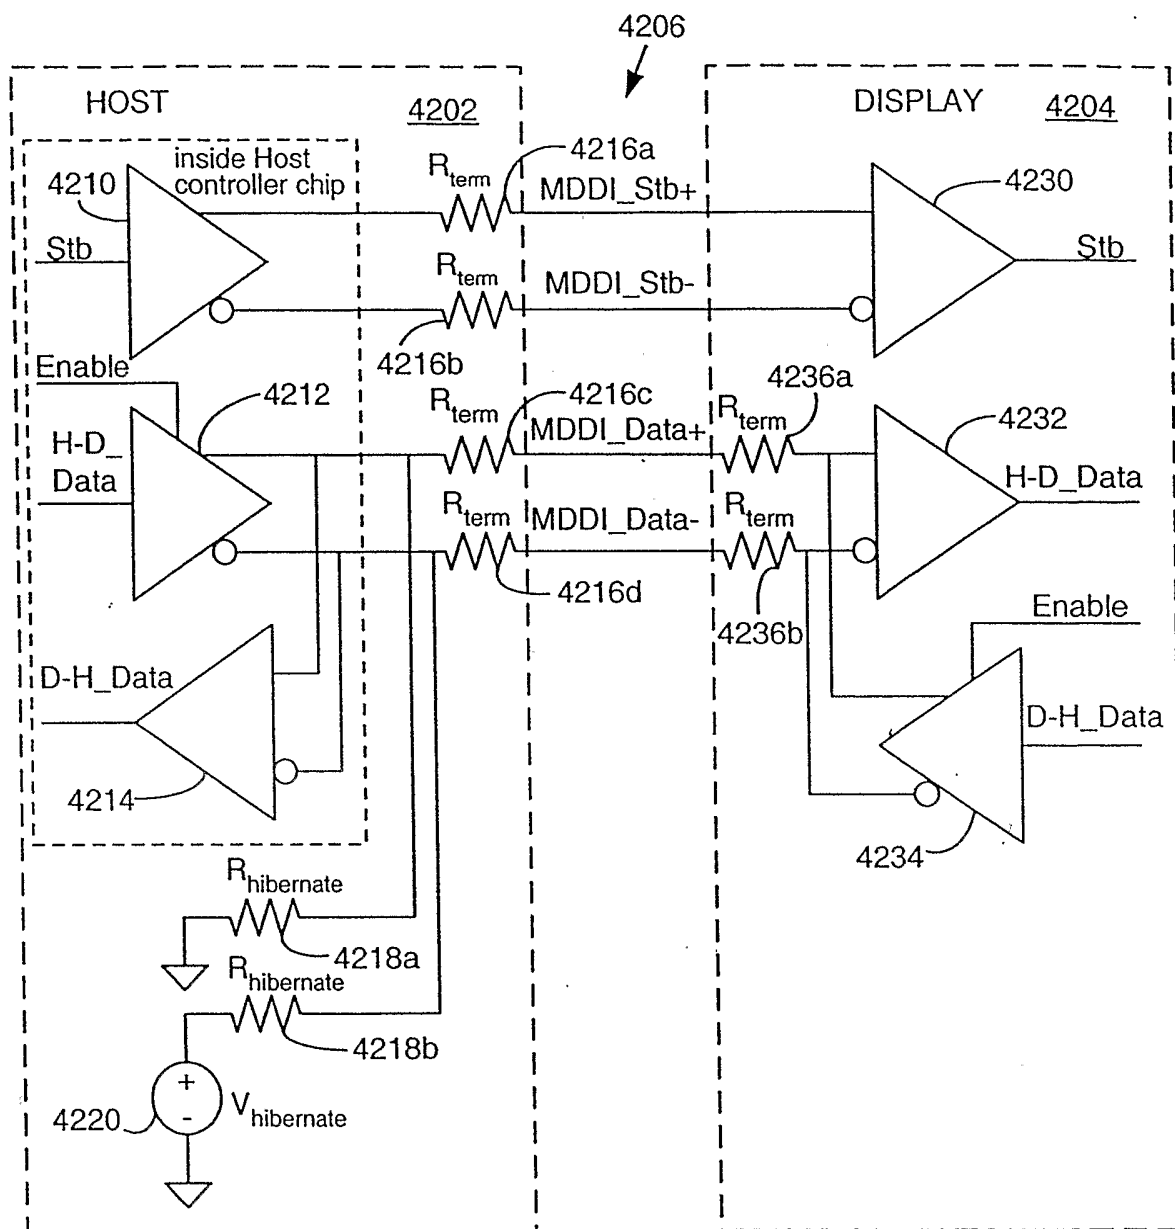 4206
HOST
4202
DISPLAY
4204
inside Host
controller chip
4210
Stb
R_term
4216a
MDDI_Stb+
4230
Stb
R_term
MDDI_Stb-
4216b
Enable
4212
R_term
4216c
MDDI_Data+
4236a
R_term
4232
H-D_
Data
H-D_Data
R_term
MDDI_Data-
R_term
4216d
4236b
Enable
D-H_Data
D-H_Data
4214
4234
R_hibernate
4218a
R_hibernate
4218b
+
-
4220
V_hibernate